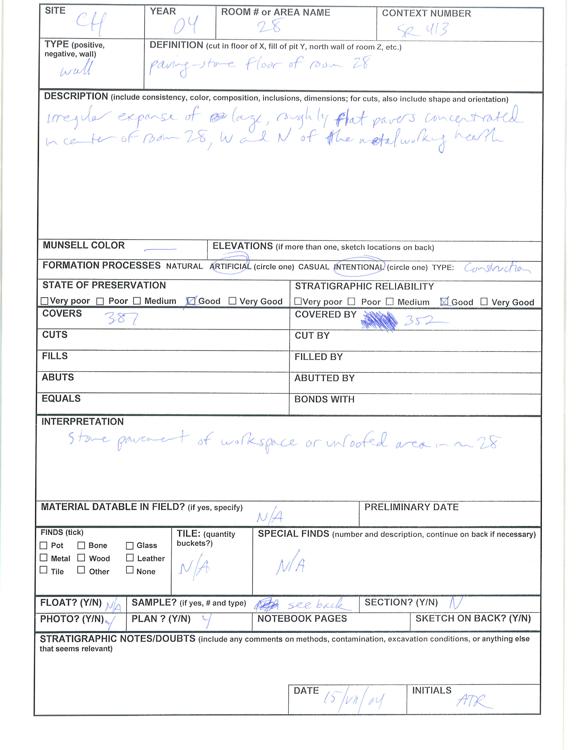 SITE CH YEAR 04 ROOM # OR AREA NAME 28 CONTEXT NUMBER SR 413
TYPE (positive, negative, wall) wall
DEFINITION (cut in floor of X, fill of pit Y, north wall of room Z, etc.)
paving-stone floor of room 28
DESCRIPTION (include consistency, color, composition, inclusions, dimensions; for cuts, also include shape and orientation)
irregular expanse of large, roughly flat pavers concentrated
in center of room 28, W and N of the metalworking hearth
MUNSELL COLOR — ELEVATIONS (if more than one, sketch locations on back)
FORMATION PROCESSES NATURAL ARTIFICIAL (circle one) CASUAL INTENTIONAL (circle one) TYPE: Construction
STATE OF PRESERVATION STRATIGRAPHIC RELIABILITY
Very poor Poor Medium Good Very Good Very poor Poor Medium Good Very Good
COVERS 387 COVERED BY 352
CUTS CUT BY
FILLS FILLED BY
ABUTS ABUTTED BY
EQUALS BONDS WITH
INTERPRETATION
Stone pavement of workspace or unroofed area in rm 28
MATERIAL DATABLE IN FIELD? (if yes, specify) N/A PRELIMINARY DATE
FINDS (tick)
Pot Bone Glass
Metal Wood Leather
Tile Other None
TILE: (quantity buckets?) N/A
SPECIAL FINDS (number and description, continue on back if necessary)
N/A
FLOAT? (Y/N) N/A SAMPLE? (if yes, # and type) see back SECTION? (Y/N) N
PHOTO? (Y/N) Y PLAN ? (Y/N) Y NOTEBOOK PAGES SKETCH ON BACK? (Y/N)
STRATIGRAPHIC NOTES/DOUBTS (include any comments on methods, contamination, excavation conditions, or anything else
that seems relevant)
DATE 15/VII/04 INITIALS ATR